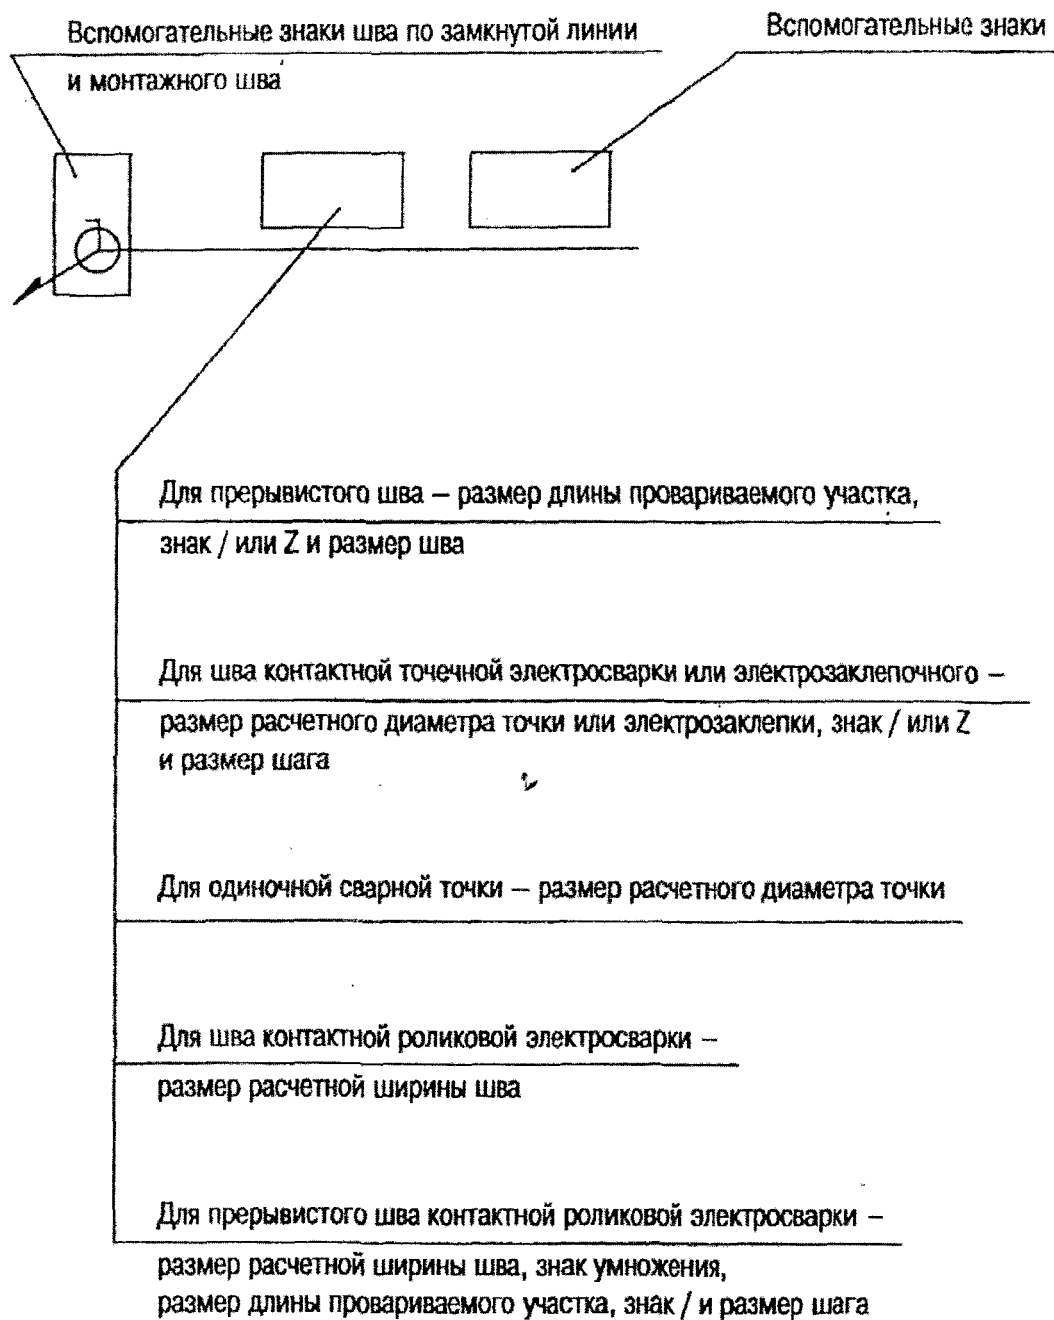 Вспомогательные знаки шва по замкнутой линии
и монтажного шва
Вспомогательные знаки
Для прерывистого шва – размер длины провариваемого участка,
знак / или Z и размер шва
Для шва контактной точечной электросварки или электрозаклепочного –
размер расчетного диаметра точки или электрозаклепки, знак / или Z
и размер шага
Для одиночной сварной точки – размер расчетного диаметра точки
Для шва контактной роликовой электросварки –
размер расчетной ширины шва
Для прерывистого шва контактной роликовой электросварки –
размер расчетной ширины шва, знак умножения,
размер длины провариваемого участка, знак / и размер шага